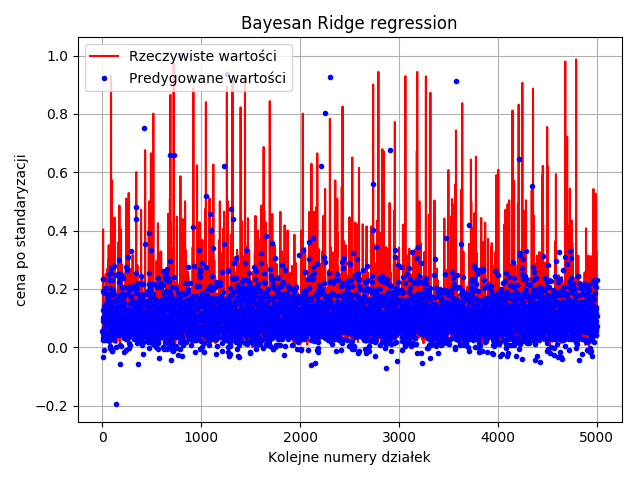 Bayesan Ridge regression
Rzeczywiste wartości
Predygowane wartości
cena po standaryzacji
1.0
0.8
0.6
0.4
0.2
0.0
−0.2
0 1000 2000 3000 4000 5000
Kolejne numery działek